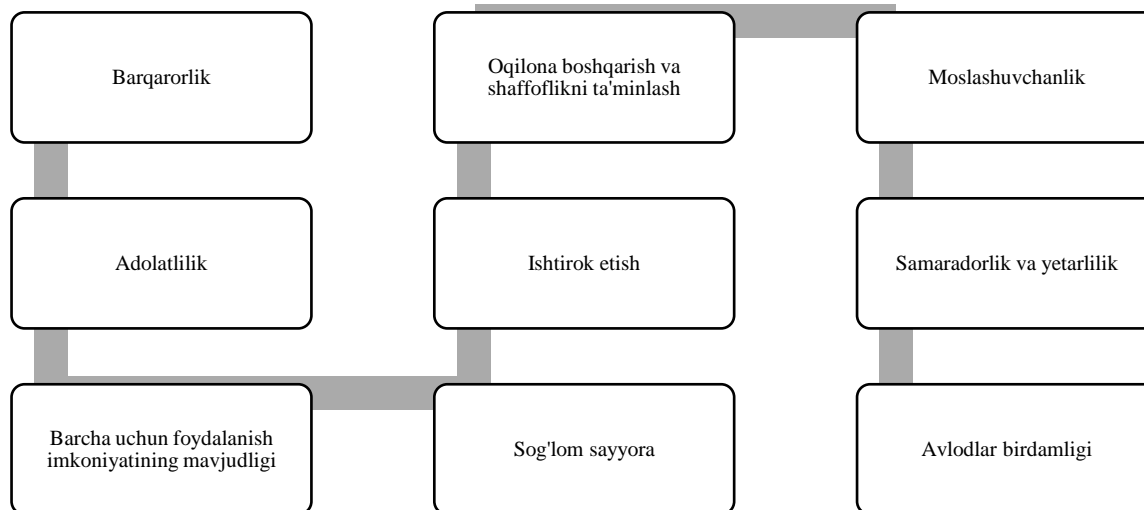 Barqarorlik
Adolatlilik
Barcha uchun foydalanish
imkoniyatining mavjudligi
Sog'lom sayyora
Ishtirok etish
Oqilona boshqarish va
shaffoflikni ta'minlash
Moslashuvchanlik
Samaradorlik va yetarlilik
Avlodlar birdamligi